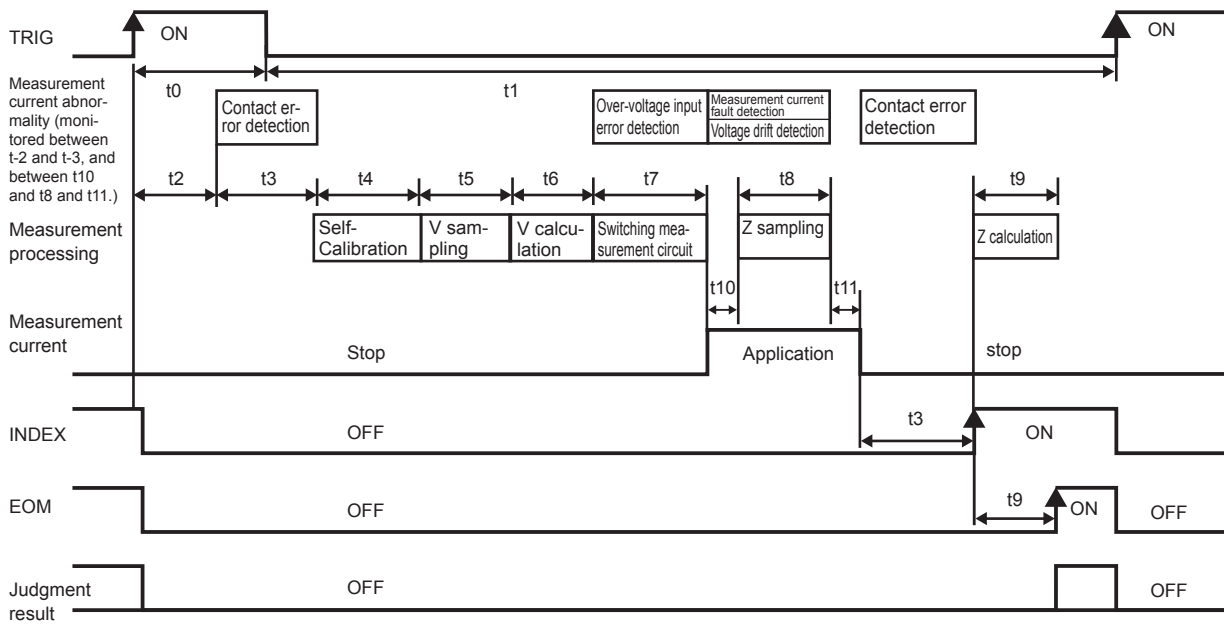 TRIG
ON
ON
t0
t1
Measurement
current abnor-
mality (moni-
tored between
t-2 and t-3, and
between t10
and t8 and t11.)
Contact er-
ror detection
Over-voltage input
error detection
Measurement current
fault detection
Voltage drift detection
Contact error
detection
t2
t3
t4
t5
t6
t7
t8
t9
Measurement
processing
Self-
Calibration
V sam-
pling
V calcu-
lation
Switching mea-
surement circuit
Z sampling
Z calculation
t10
t11
Measurement
current
Stop
Application
stop
INDEX
OFF
t3
ON
EOM
OFF
t9
ON
OFF
Judgment
result
OFF
OFF